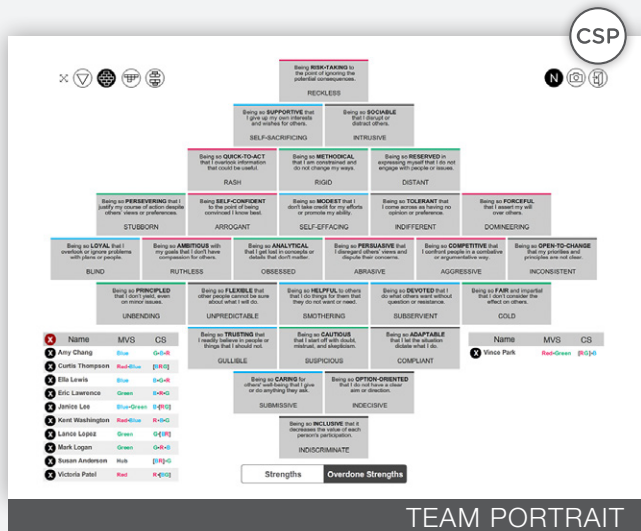 CSP
N
Being RISK-TAKING to
the point of ignoring the
potential consequences.
RECKLESS
Being so SUPPORTIVE that
I give up my own interests
and wishes for others.
SELF-SACRIFICING
Being so SOCIABLE
that I disrupt or
distract others.
INTRUSIVE
Being so QUICK-TO-ACT
that I overlook information
that could be useful.
RASH
Being so METHODICAL
that I am constrained and
do not change my ways.
RIGID
Being so RESERVED in
expressing myself that I do not
engage with people or issues.
DISTANT
Being so PERSEVERING that I
justify my course of action despite
others' views or preferences.
STUBBORN
Being SELF-CONFIDENT
to the point of being
convinced I know best.
ARROGANT
Being so MODEST that I
don't take credit for my efforts
or promote my ability.
SELF-EFFACING
Being so TOLERANT that
I come across as having no
opinion or preference.
INDIFFERENT
Being so FORCEFUL
that I assert my will
over others.
DOMINEERING
Being so LOYAL that I
overlook or ignore problems
with plans or people.
BLIND
Being so AMBITIOUS with
my goals that I don't have
compassion for others.
RUTHLESS
Being so ANALYTICAL
that I get lost in concepts or
details that don't matter.
OBSESSED
Being so PERSUASIVE that
I disregard others' views and
dispute their concerns.
ABRASIVE
Being so COMPETITIVE that
I confront people in a combative
or argumentative way.
AGGRESSIVE
Being so OPEN-TO-CHANGE
that my priorities and
principles are not clear.
INCONSISTENT
Being so PRINCIPLED
that I don't yield, even
on minor issues.
UNBENDING
Being so FLEXIBLE that
other people cannot be sure
about what I will do.
UNPREDICTABLE
Being so HELPFUL to others
that I do things for them that
they do not want or need.
SMOTHERING
Being so DEVOTED that I
do what others want without
question or resistance.
SUBSERVIENT
Being so FAIR and impartial
that I don't consider the
effect on others.
COLD
Being so TRUSTING that
I readily believe in people or
things that I should not.
GULLIBLE
Being so CAUTIOUS
that I start off with doubt,
mistrust, and skepticism.
SUSPICIOUS
Being so ADAPTABLE
that I let the situation
dictate what I do.
COMPLIANT
Being so CARING for
others' well-being that I give
or do anything they ask.
SUBMISSIVE
Being so OPTION-ORIENTED
that I do not have a clear
aim or direction.
INDECISIVE
Being so INCLUSIVE that it
decreases the value of each
person's participation.
INDISCRIMINATE
X Name MVS CS
X Amy Chang Blue G-B-R
X Curtis Thompson Red-Blue [BRG]
X Ella Lewis Blue B-G-R
X Eric Lawrence Green B-R-G
X Janice Lee Blue-Green B-[RG]
X Kent Washington Red-Blue R-B-G
X Lance Lopez Green G-[BR]
X Mark Logan Green G-R-B
X Susan Anderson Hub [BR]-G
X Victoria Patel Red R-[BG]
Name MVS CS
X Vince Park Red-Green [RG]-B
Strengths
Overdone Strengths
TEAM PORTRAIT